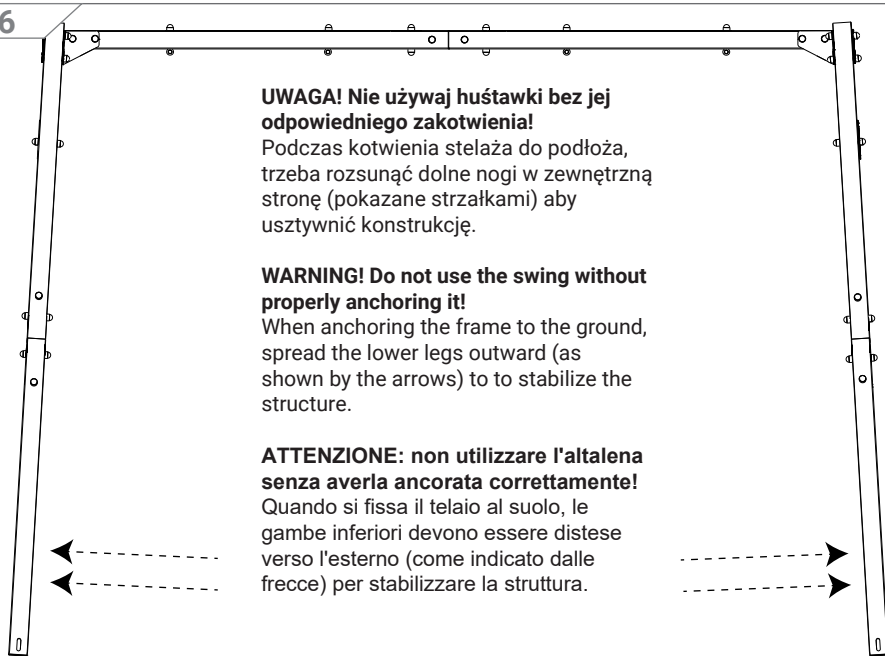 6
UWAGA! Nie używaj huśtawki bez jej
odpowiedniego zakotwienia!
Podczas kotwienia stelaża do podłoża,
trzeba rozsunąć dolne nogi w zewnętrzną
stronę (pokazane strzałkami) aby
usztywnić konstrukcję.
WARNING! Do not use the swing without
properly anchoring it!
When anchoring the frame to the ground,
spread the lower legs outward (as
shown by the arrows) to to stabilize the
structure.
ATTENZIONE: non utilizzare l'altalena
senza averla ancorata correttamente!
Quando si fissa il telaio al suolo, le
gambe inferiori devono essere distese
verso l'esterno (come indicato dalle
frecce) per stabilizzare la struttura.